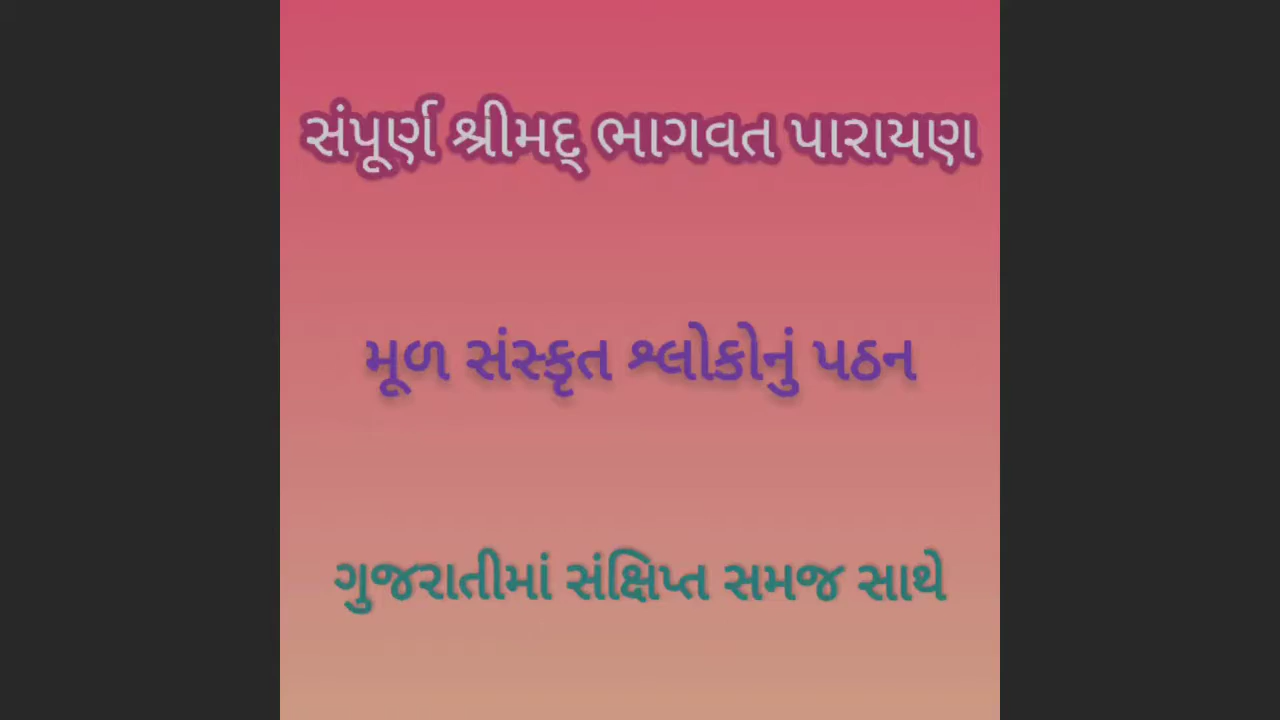 સંપૂર્ણ શ્રીમદ્ ભાગવત પારાયણ
મૂળ સંસ્કૃત શ્લોકોનું પઠન
ગુજરાતીમાં સંક્ષિપ્ત સમજ સાથે